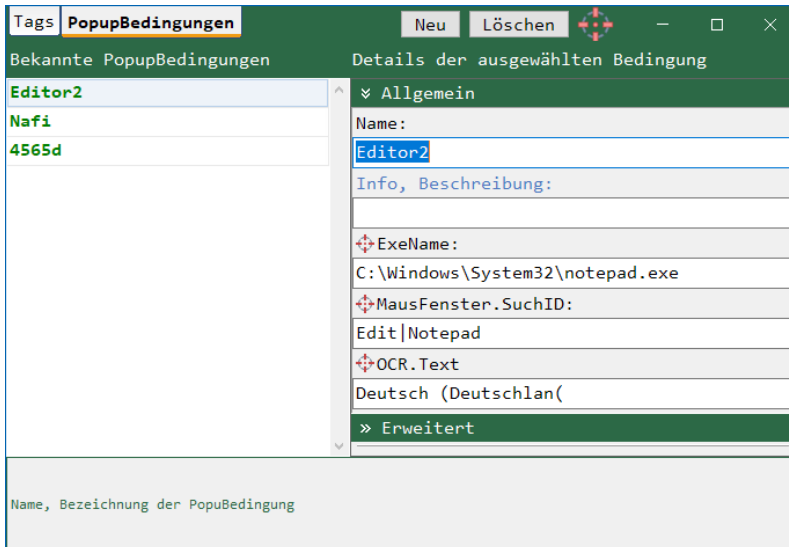 Tags PopupBedingungen Neu Löschen
Bekannte PopupBedingungen
Details der ausgewählten Bedingung
Editor2
Nafi
4565d
Allgemein
Name:
Editor2
Info, Beschreibung:
ExeName:
C:\Windows\System32\notepad.exe
MausFenster.SuchID:
Edit|Notepad
OCR.Text
Deutsch (Deutschlan(
Erweitert
Name, Bezeichnung der PopuBedingung